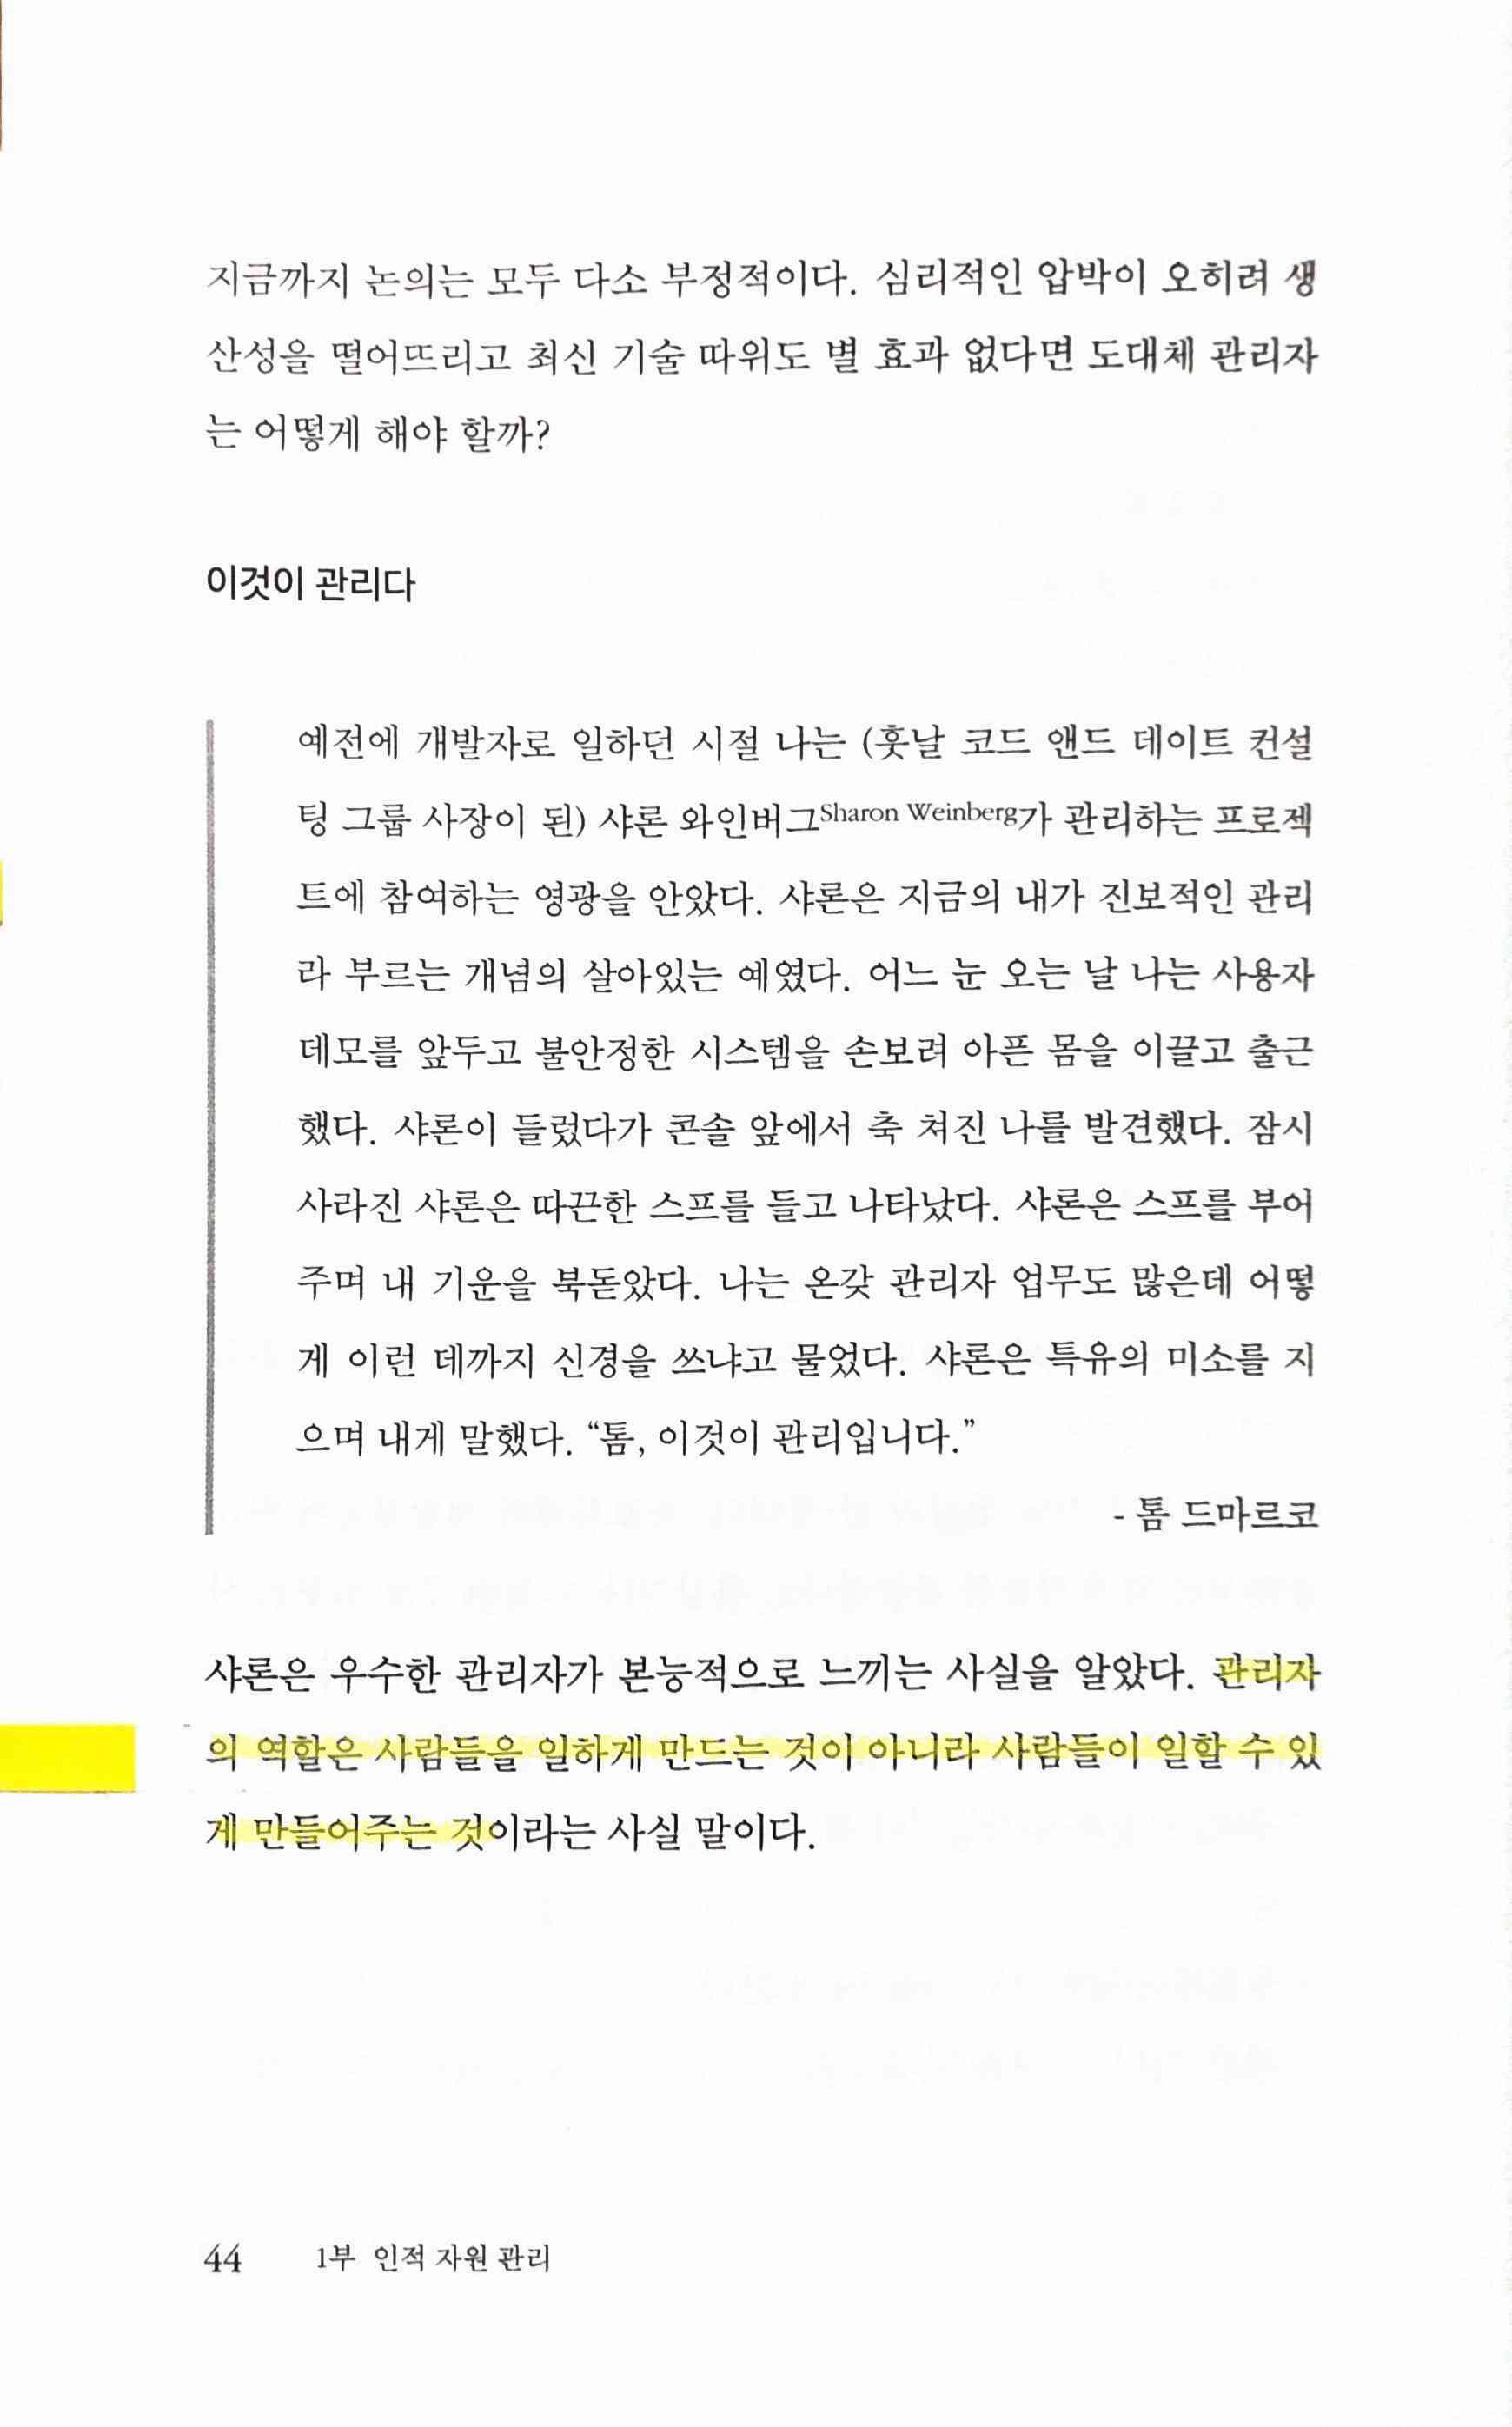 지금까지 논의는 모두 다소 부정적이다. 심리적인 압박이 오히려 생
산성을 떨어뜨리고 최신 기술 따위도 별 효과 없다면 도대체 관리자
는 어떻게 해야 할까?
이것이 관리다
예전에 개발자로 일하던 시절 나는 (훗날 코드 앤드 데이트 컨설
팅 그룹 사장이 된) 샤론 와인버그Sharon Weinberg가 관리하는 프로젝
트에 참여하는 영광을 안았다. 샤론은 지금의 내가 진보적인 관리
라 부르는 개념의 살아있는 예였다. 어느 눈 오는 날 나는 사용자
데모를 앞두고 불안정한 시스템을 손보려 아픈 몸을 이끌고 출근
했다. 샤론이 들렀다가 콘솔 앞에서 축 쳐진 나를 발견했다. 잠시
사라진 샤론은 따끈한 스프를 들고 나타났다. 샤론은 스프를 부어
주며 내 기운을 북돋았다. 나는 온갖 관리자 업무도 많은데 어떻
게 이런 데까지 신경을 쓰냐고 물었다. 샤론은 특유의 미소를 지
으며 내게 말했다. “톰, 이것이 관리입니다.”
- 톰 드마르코
샤론은 우수한 관리자가 본능적으로 느끼는 사실을 알았다. 관리자
의 역할은 사람들을 일하게 만드는 것이 아니라 사람들이 일할 수 있
게 만들어주는 것이라는 사실 말이다.
44 1부 인적 자원 관리